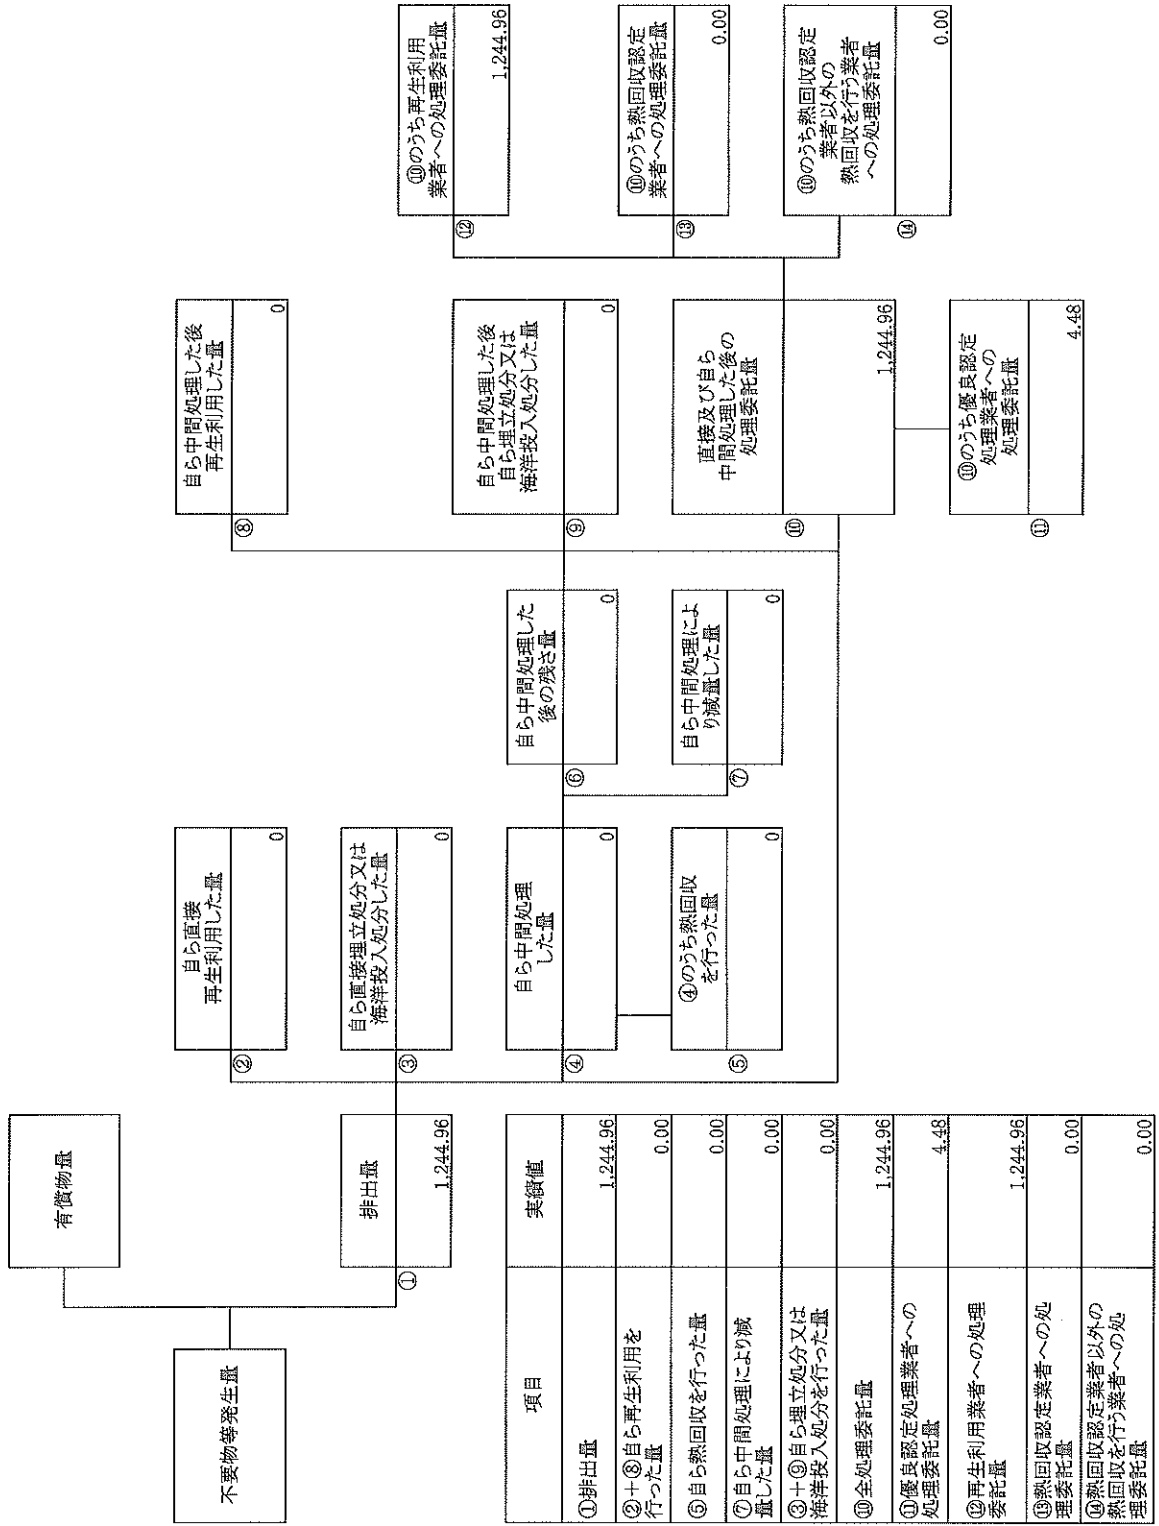 有償物量
不要物等発生量
排出量
①
1,244.96
自ら直接
再生利用した量
②
0
自ら直接埋立処分又は
海洋投入処分した量
③
0
自ら中間処理
した量
④
0
④のうち熱回収
を行った量
⑤
0
自ら中間処理した
後の残さ量
⑥
0
自ら中間処理によ
り減量した量
⑦
0
自ら中間処理した後
再生利用した量
⑧
0
自ら中間処理した後
自ら埋立処分又は
海洋投入処分した量
⑨
0
直接及び自ら
中間処理した後の
処理委託量
⑩
1,244.96
⑩のうち優良認定
処理業者への
処理委託量
⑪
4.48
⑩のうち再生利用
業者への処理委託量
⑫
1,244.96
⑩のうち熱回収認定
業者への処理委託量
⑬
0.00
⑩のうち熱回収認定
業者以外の
熱回収を行う業者
への処理委託量
⑭
0.00
項目 実績値
①排出量 1,244.96
②＋⑧自ら再生利用を
行った量 0.00
⑤自ら熱回収を行った量 0.00
⑦自ら中間処理により減
量した量 0.00
③＋⑨自ら埋立処分又は
海洋投入処分を行った量 0.00
⑩全処理委託量 1,244.96
⑪優良認定処理業者への
処理委託量 4.48
⑫再生利用業者への処理
委託量 1,244.96
⑬熱回収認定業者への処
理委託量 0.00
⑭熱回収認定業者以外の
熱回収を行う業者への処
理委託量 0.00